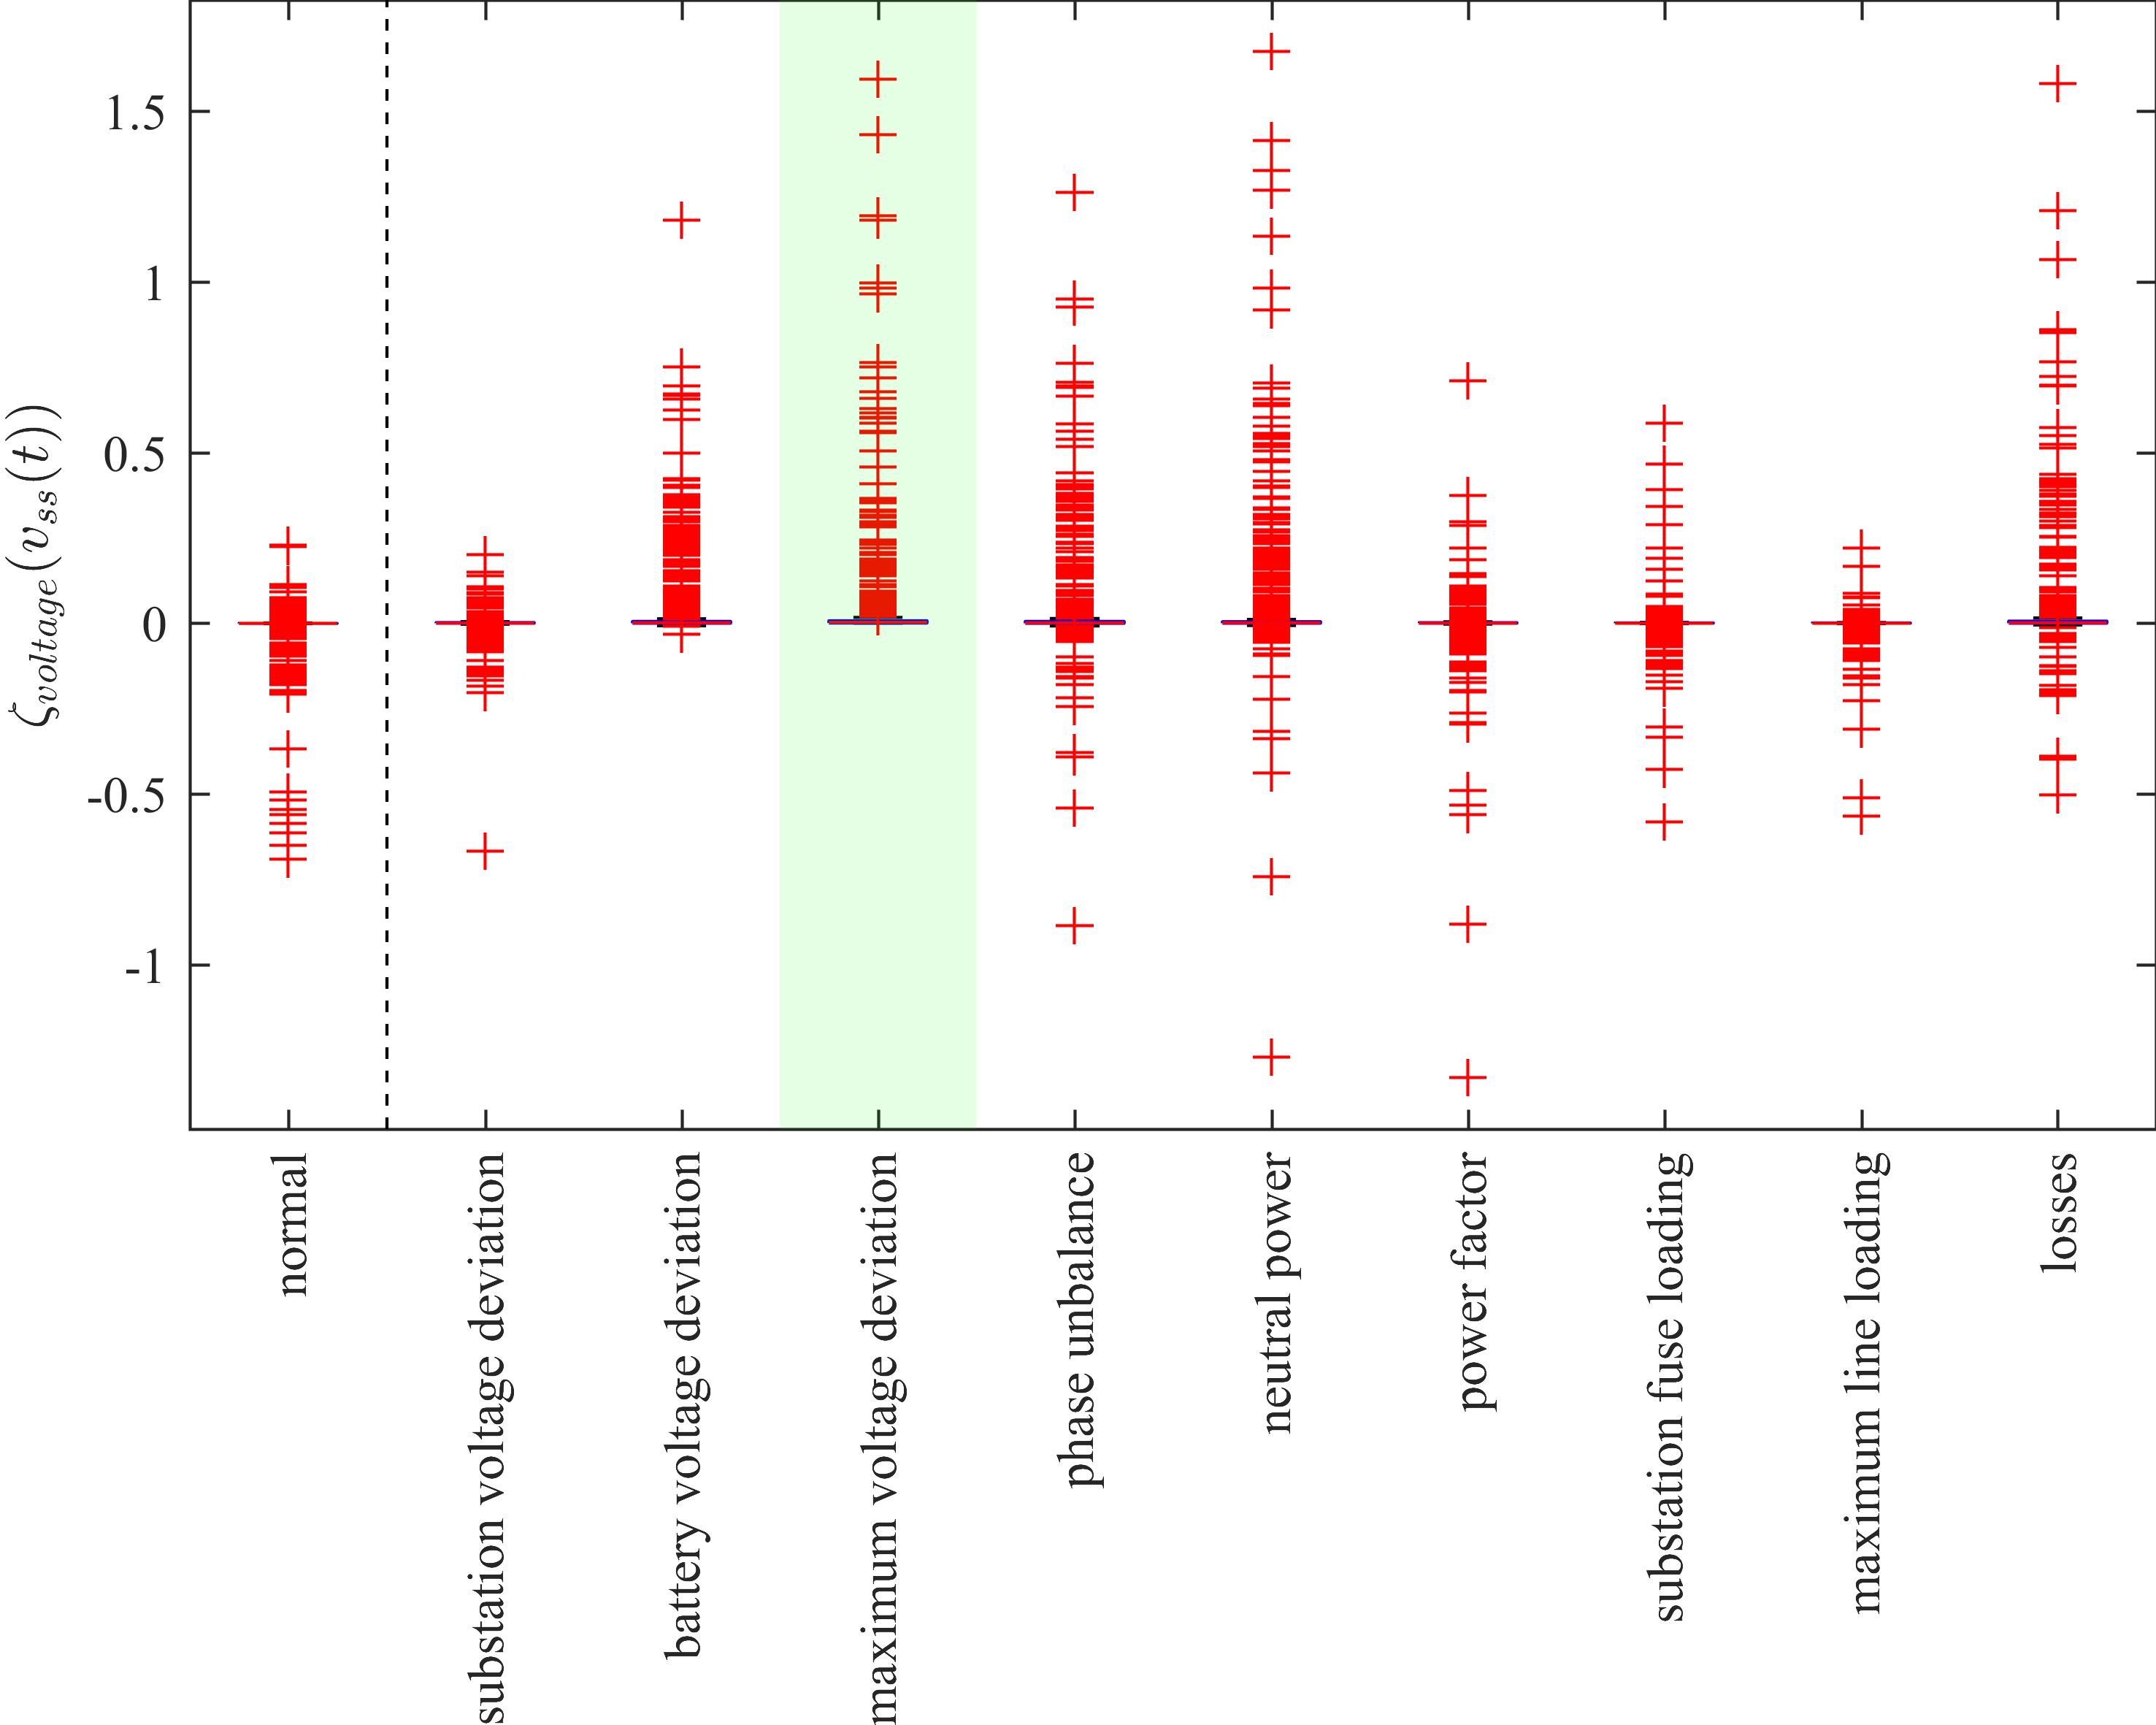 ζvoltage(vss(t))
1.5
1
0.5
0
-0.5
-1
normal
substation voltage deviation
battery voltage deviation
maximum voltage deviation
phase unbalance
neutral power
power factor
substation fuse loading
maximum line loading
losses